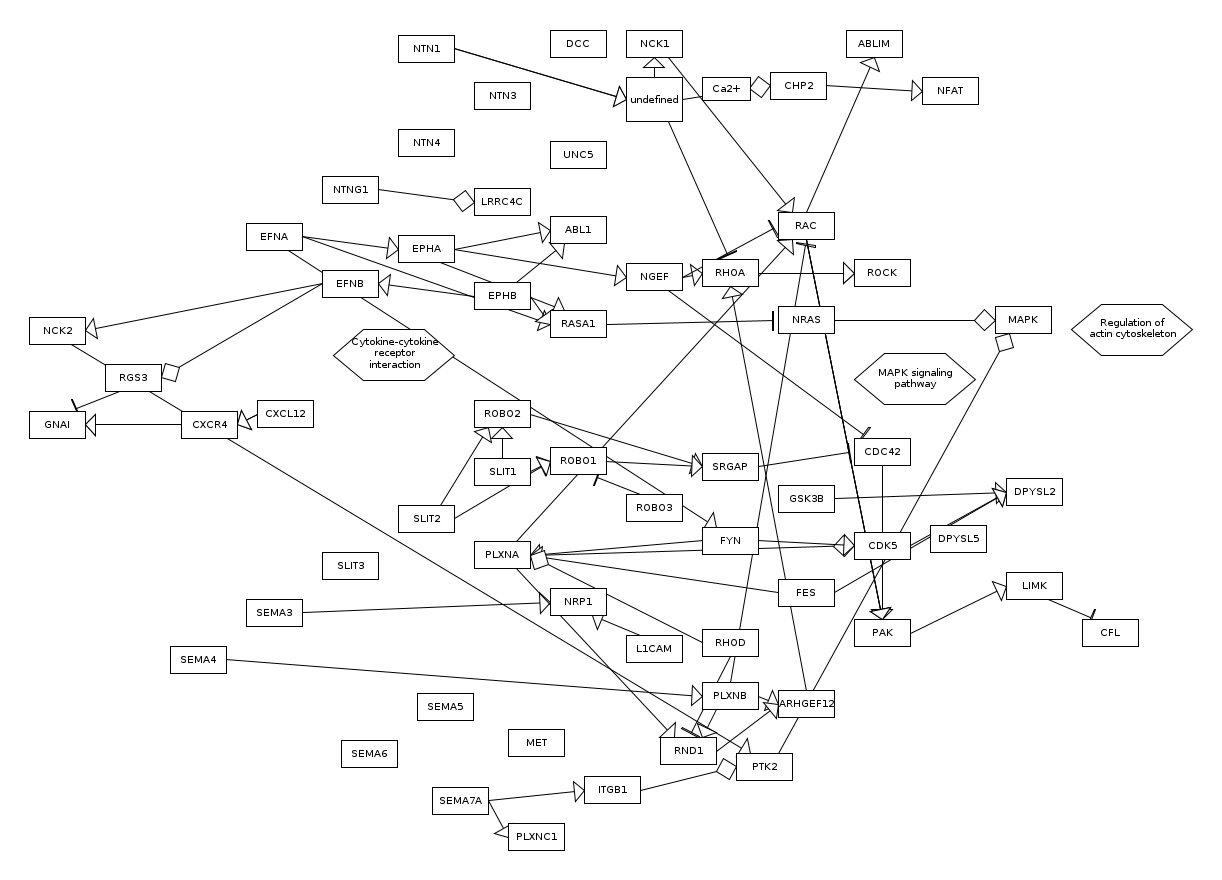 DCC
NCK1
ABLIM
NTN1
Ca2+
CHP2
NFAT
NTN3
undefined
NTN4
UNC5
NTNG1
LRRC4C
RAC
ABL1
EFNA
EPHA
NGEF
RHOA
ROCK
EFNB
EPHB
RASA1
NRAS
MAPK
Regulation of
actin cytoskeleton
NCK2
Cytokine-cytokine
receptor
interaction
RGS3
MAPK signaling
pathway
GNAI
CXCR4
CXCL12
ROBO2
CDC42
ROBO1
SRGAP
SLIT1
GSK3B
DPYSL2
ROBO3
SLIT2
FYN
CDK5
DPYSL5
PLXNA
SLIT3
FES
LIMK
NRP1
SEMA3
PAK
CFL
L1CAM
RHOD
SEMA4
PLXNB
ARHGEF12
SEMA5
MET
RND1
SEMA6
PTK2
ITGB1
SEMA7A
PLXNC1